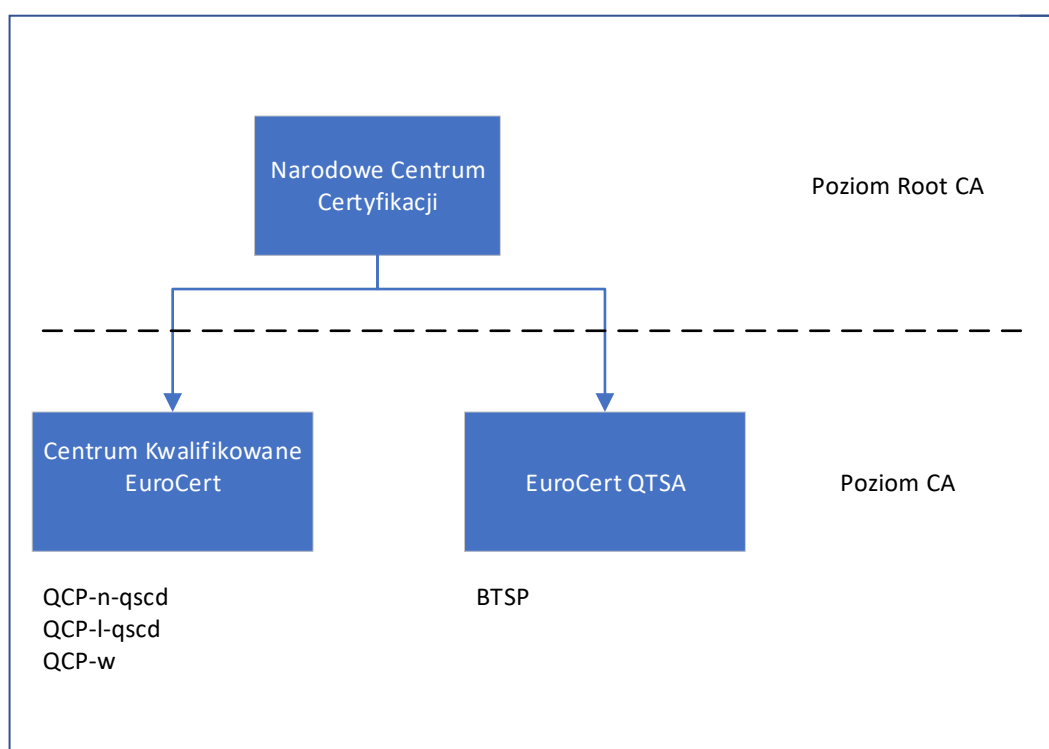 Narodowe Centrum
Certyfikacji
Poziom Root CA
Centrum Kwalifikowane
EuroCert
EuroCert QTSA
Poziom CA
QCP-n-qscd
QCP-l-qscd
QCP-w
BTSP